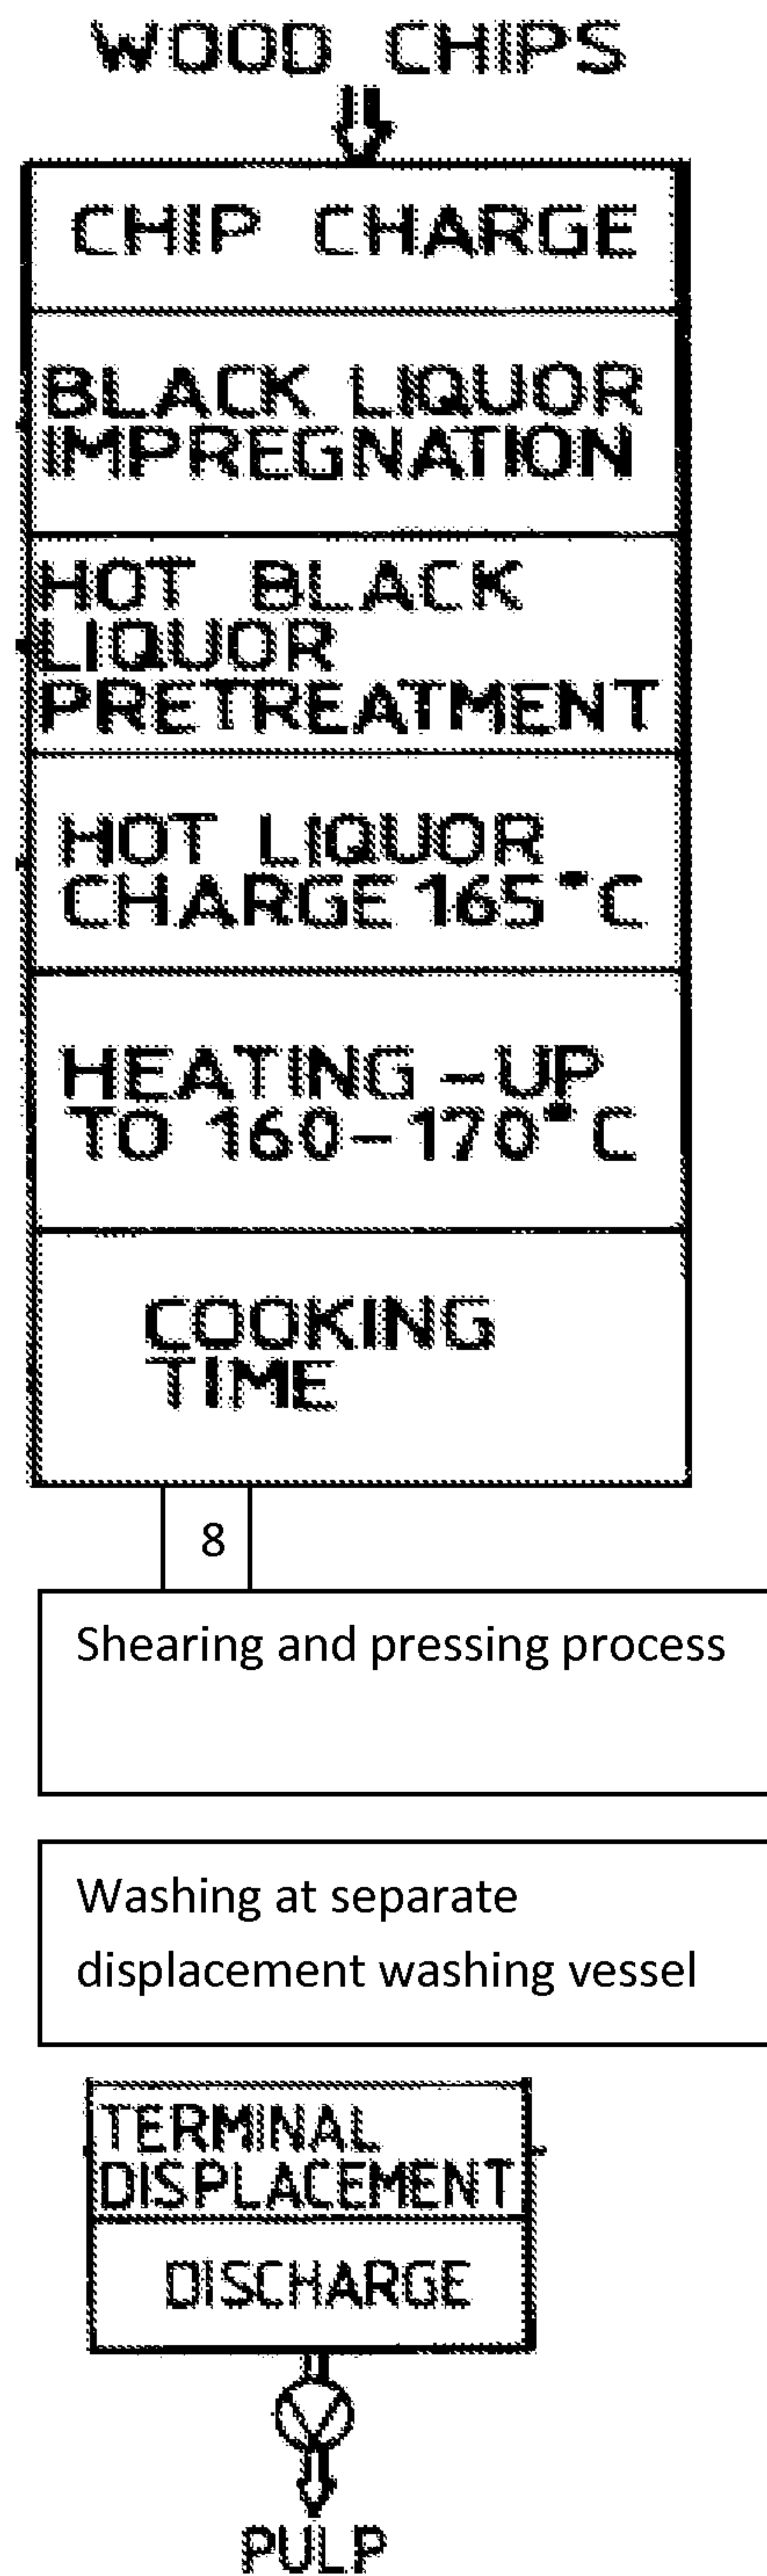 WOOD CHIPS
CHIP CHARGE
BLACK LIQUOR
IMPREGNATION
HOT BLACK
LIQUOR
PRETREATMENT
HOT LIQUOR
CHARGE 165°C
HEATING-UP
TO 160-170°C
COOKING
TIME
8
Shearing and pressing process
Washing at separate
displacement washing vessel
TERMINAL
DISPLACEMENT
DISCHARGE
PULP